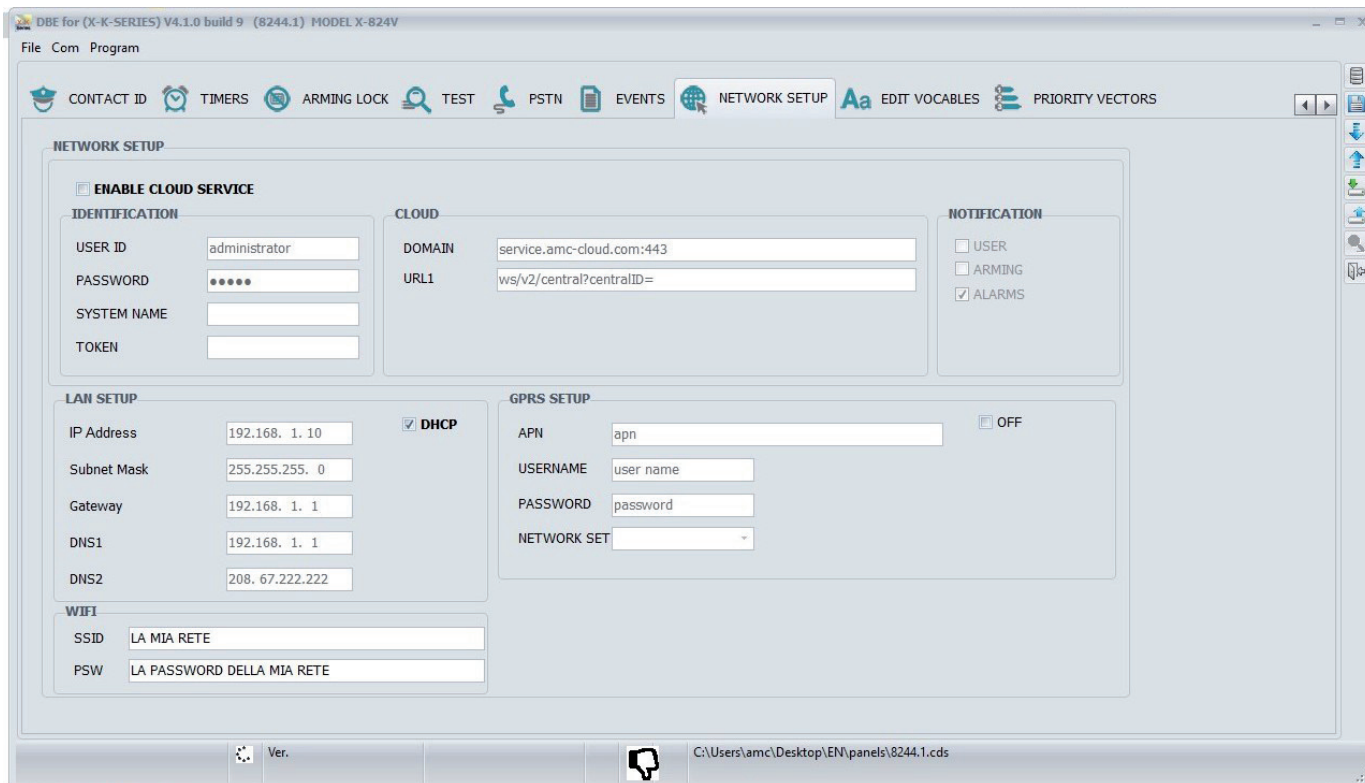 DBE for (X-K-SERIES) V4.1.0 build 9 (8244.1) MODEL X-824V
File Com Program
CONTACT ID TIMERS ARMING LOCK TEST PSTN EVENTS NETWORK SETUP Aa EDIT VOCABLES PRIORITY VECTORS
NETWORK SETUP
ENABLE CLOUD SERVICE
IDENTIFICATION
USER ID administrator
PASSWORD
SYSTEM NAME
TOKEN
CLOUD
DOMAIN service.amc-cloud.com:443
URL1 ws/v2/central?centralID=
NOTIFICATION
USER
ARMING
ALARMS
LAN SETUP
DHCP
IP Address 192.168. 1. 10
Subnet Mask 255.255.255. 0
Gateway 192.168. 1. 1
DNS1 192.168. 1. 1
DNS2 208. 67.222.222
GPRS SETUP
OFF
APN apn
USERNAME user name
PASSWORD password
NETWORK SET
WIFI
SSID LA MIA RETE
PSW LA PASSWORD DELLA MIA RETE
Ver.
C:\Users\amc\Desktop\EN\panels\8244.1.cds